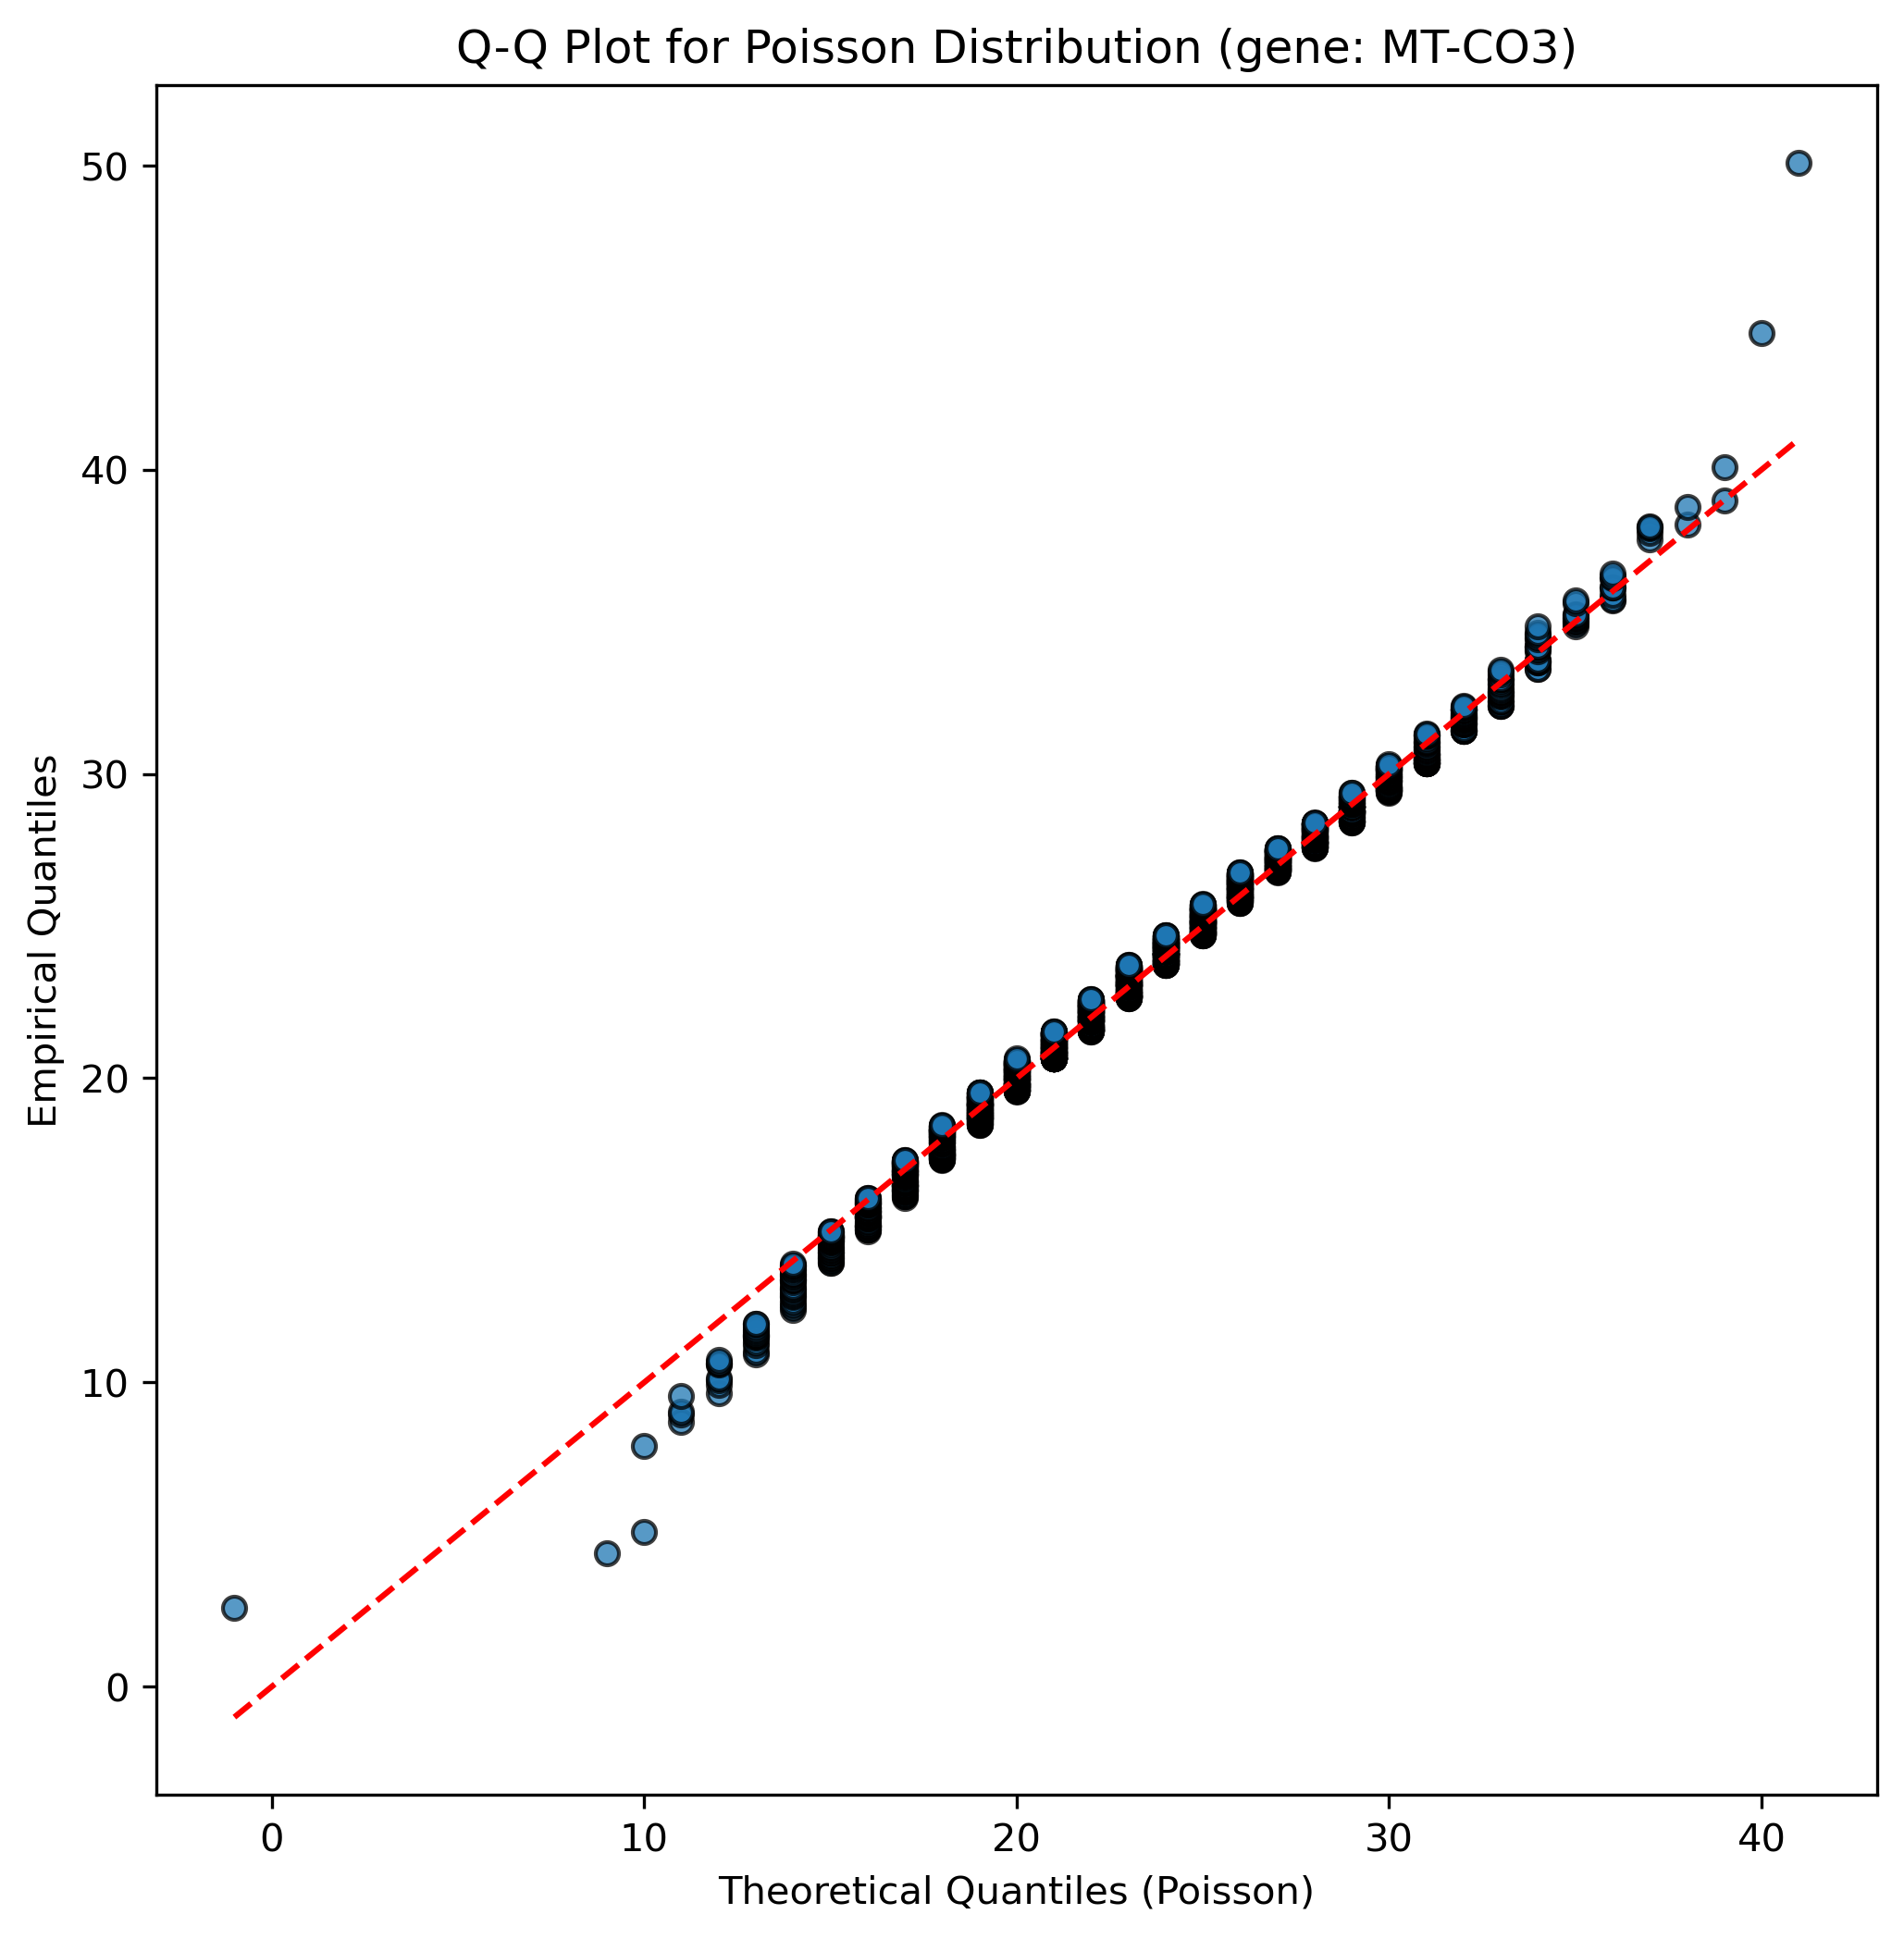 Q-Q Plot for Poisson Distribution (gene: MT-CO3)
50
40
30
20
10
0
Empirical Quantiles
0 10 20 30 40
Theoretical Quantiles (Poisson)